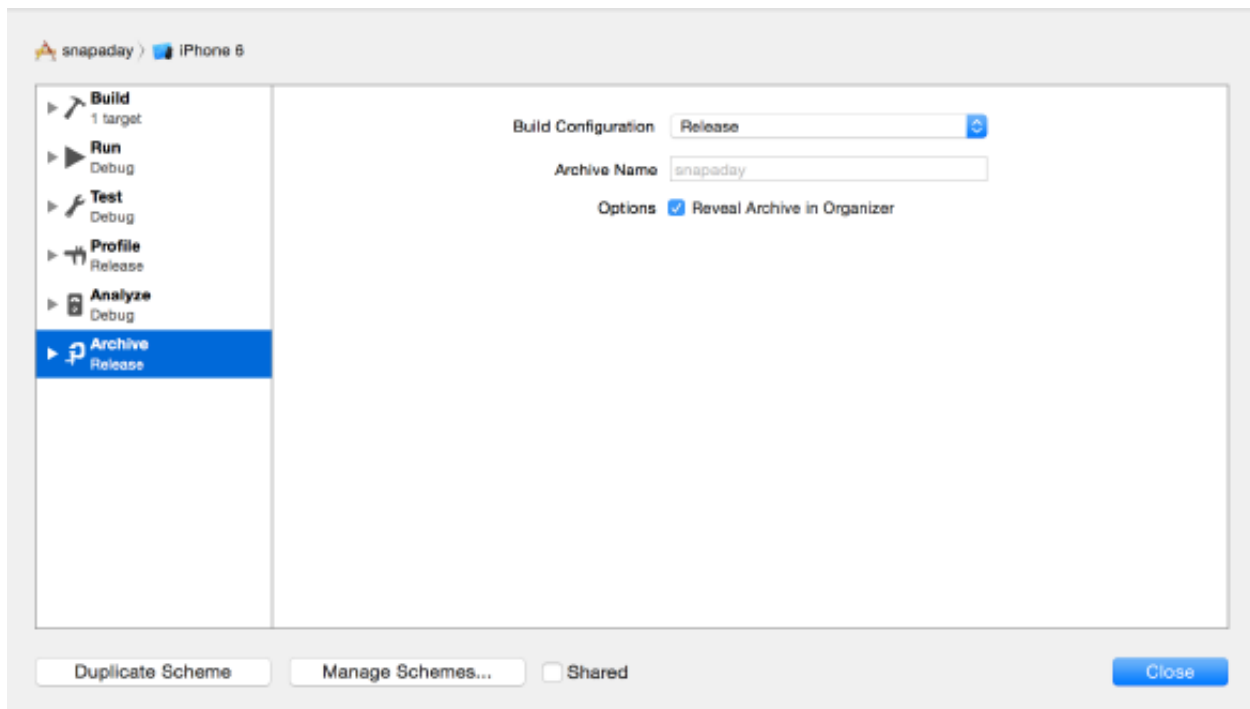 snapaday 〉 iPhone 6
Build
1 target
Run
Debug
Test
Debug
Profile
Release
Analyze
Debug
Archive
Release
Build Configuration Release
Archive Name snapaday
Options Reveal Archive in Organizer
Duplicate Scheme Manage Schemes... Shared Close